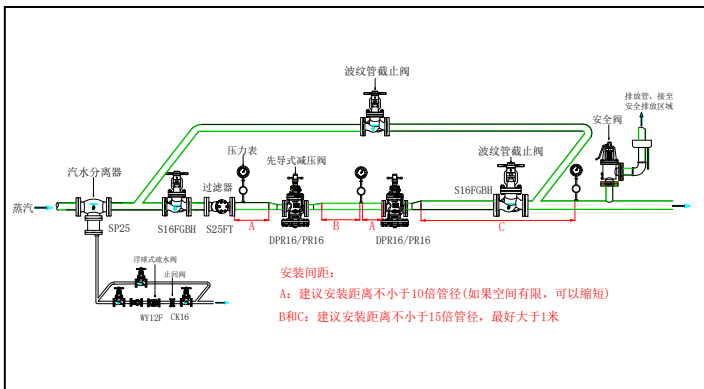 波纹管截止阀
排放管，接至
安全排放区域
安全阀
压力表
先导式减压阀
波纹管截止阀
汽水分离器
过滤器
S16FGBH
蒸汽
SP25
S16FGBH
S25FT
A
B
A
C
DPR16/PR16
DPR16/PR16
浮球式疏水阀
止回阀
WY12F
CK16
安装间距：
A：建议安装距离不小于10倍管径(如果空间有限，可以缩短)
B和C：建议安装距离不小于15倍管径，最好大于1米